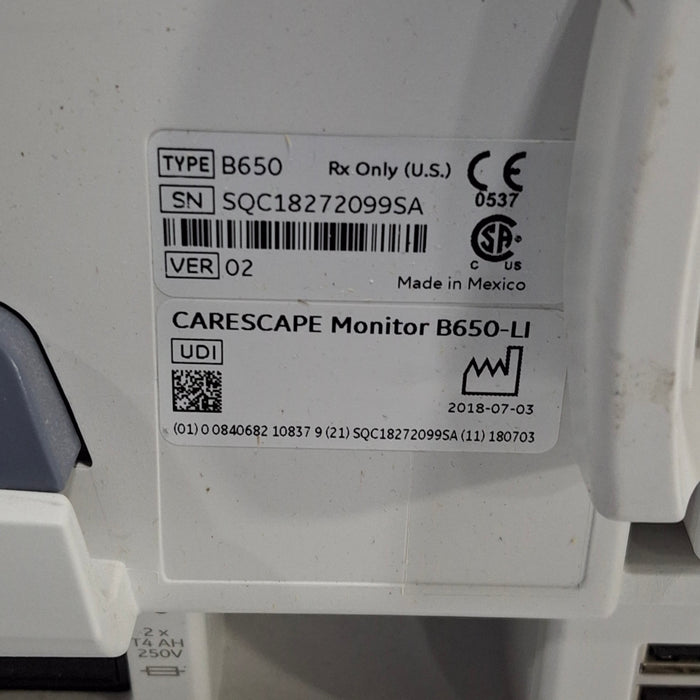 TYPE B650 Rx Only (U.S.) CE
SN SQC18272099SA 0537
SA
VER 02 C US
Made in Mexico
CARESCAPE Monitor B650-LI
UDI
2018-07-03
(01) 0 0840682 10837 9 (21) SQC18272099SA (11) 180703
2 x
T4 AH
250V